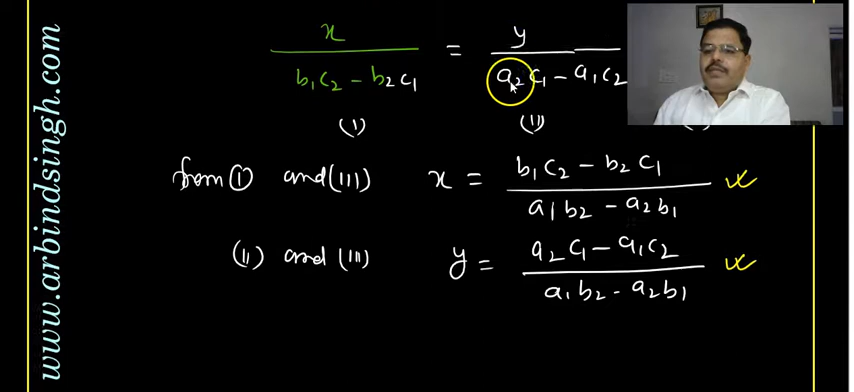 www.arbindsingh.com
x / (b₁c₂ − b₂c₁) = y / (a₂c₁ − a₁c₂)
(I) (II)
from (I) and (III) x = (b₁c₂ − b₂c₁) / (a₁b₂ − a₂b₁)
(II) and (III) y = (a₂c₁ − a₁c₂) / (a₁b₂ − a₂b₁)